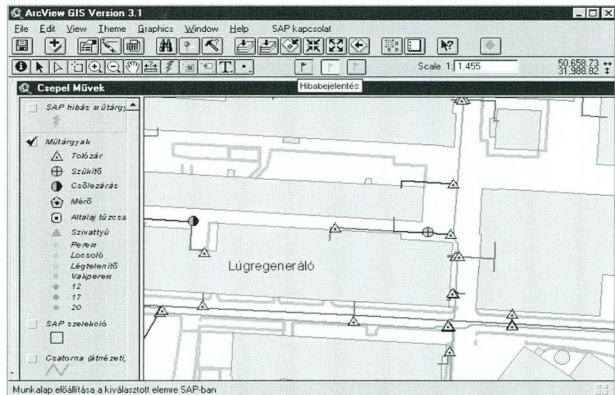 ArcView GIS Version 3.1
File Edit View Theme Graphics Window Help SAP kapcsolat
Scale 1: 1,455
50,658.73
31,988.82
Hibabejelentés
Csepel Művek
SAP hibás műtárgy
Műtárgyak
Tolózár
Szűkítő
Csőlezárás
Mérő
Altalaj tűzcsa
Szivattyú
Perem
Locsoló
Légtelenítő
Vakperem
12
17
20
SAP szelekció
Csatorna (átnézeti,
Lúgregeneráló
Munkalap előállítása a kiválasztott elemre SAP-ban